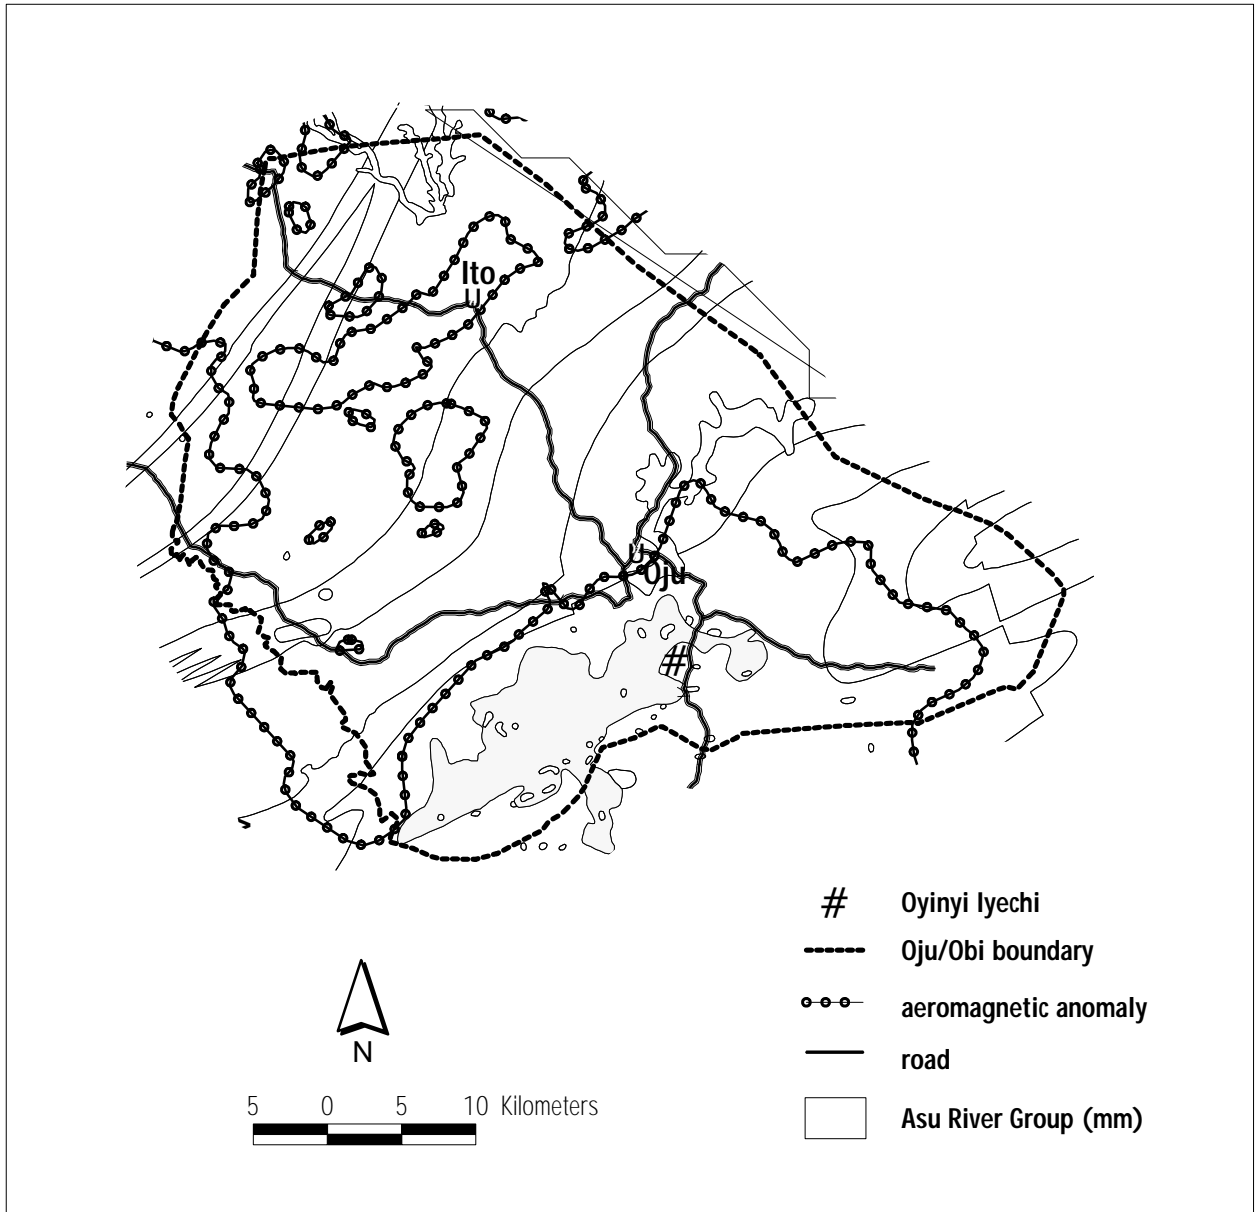 Ito
U
U
Oju
#
# Oyinyi Iyechi
Oju/Obi boundary
aeromagnetic anomaly
road
Asu River Group (mm)
N
5 0 5 10 Kilometers